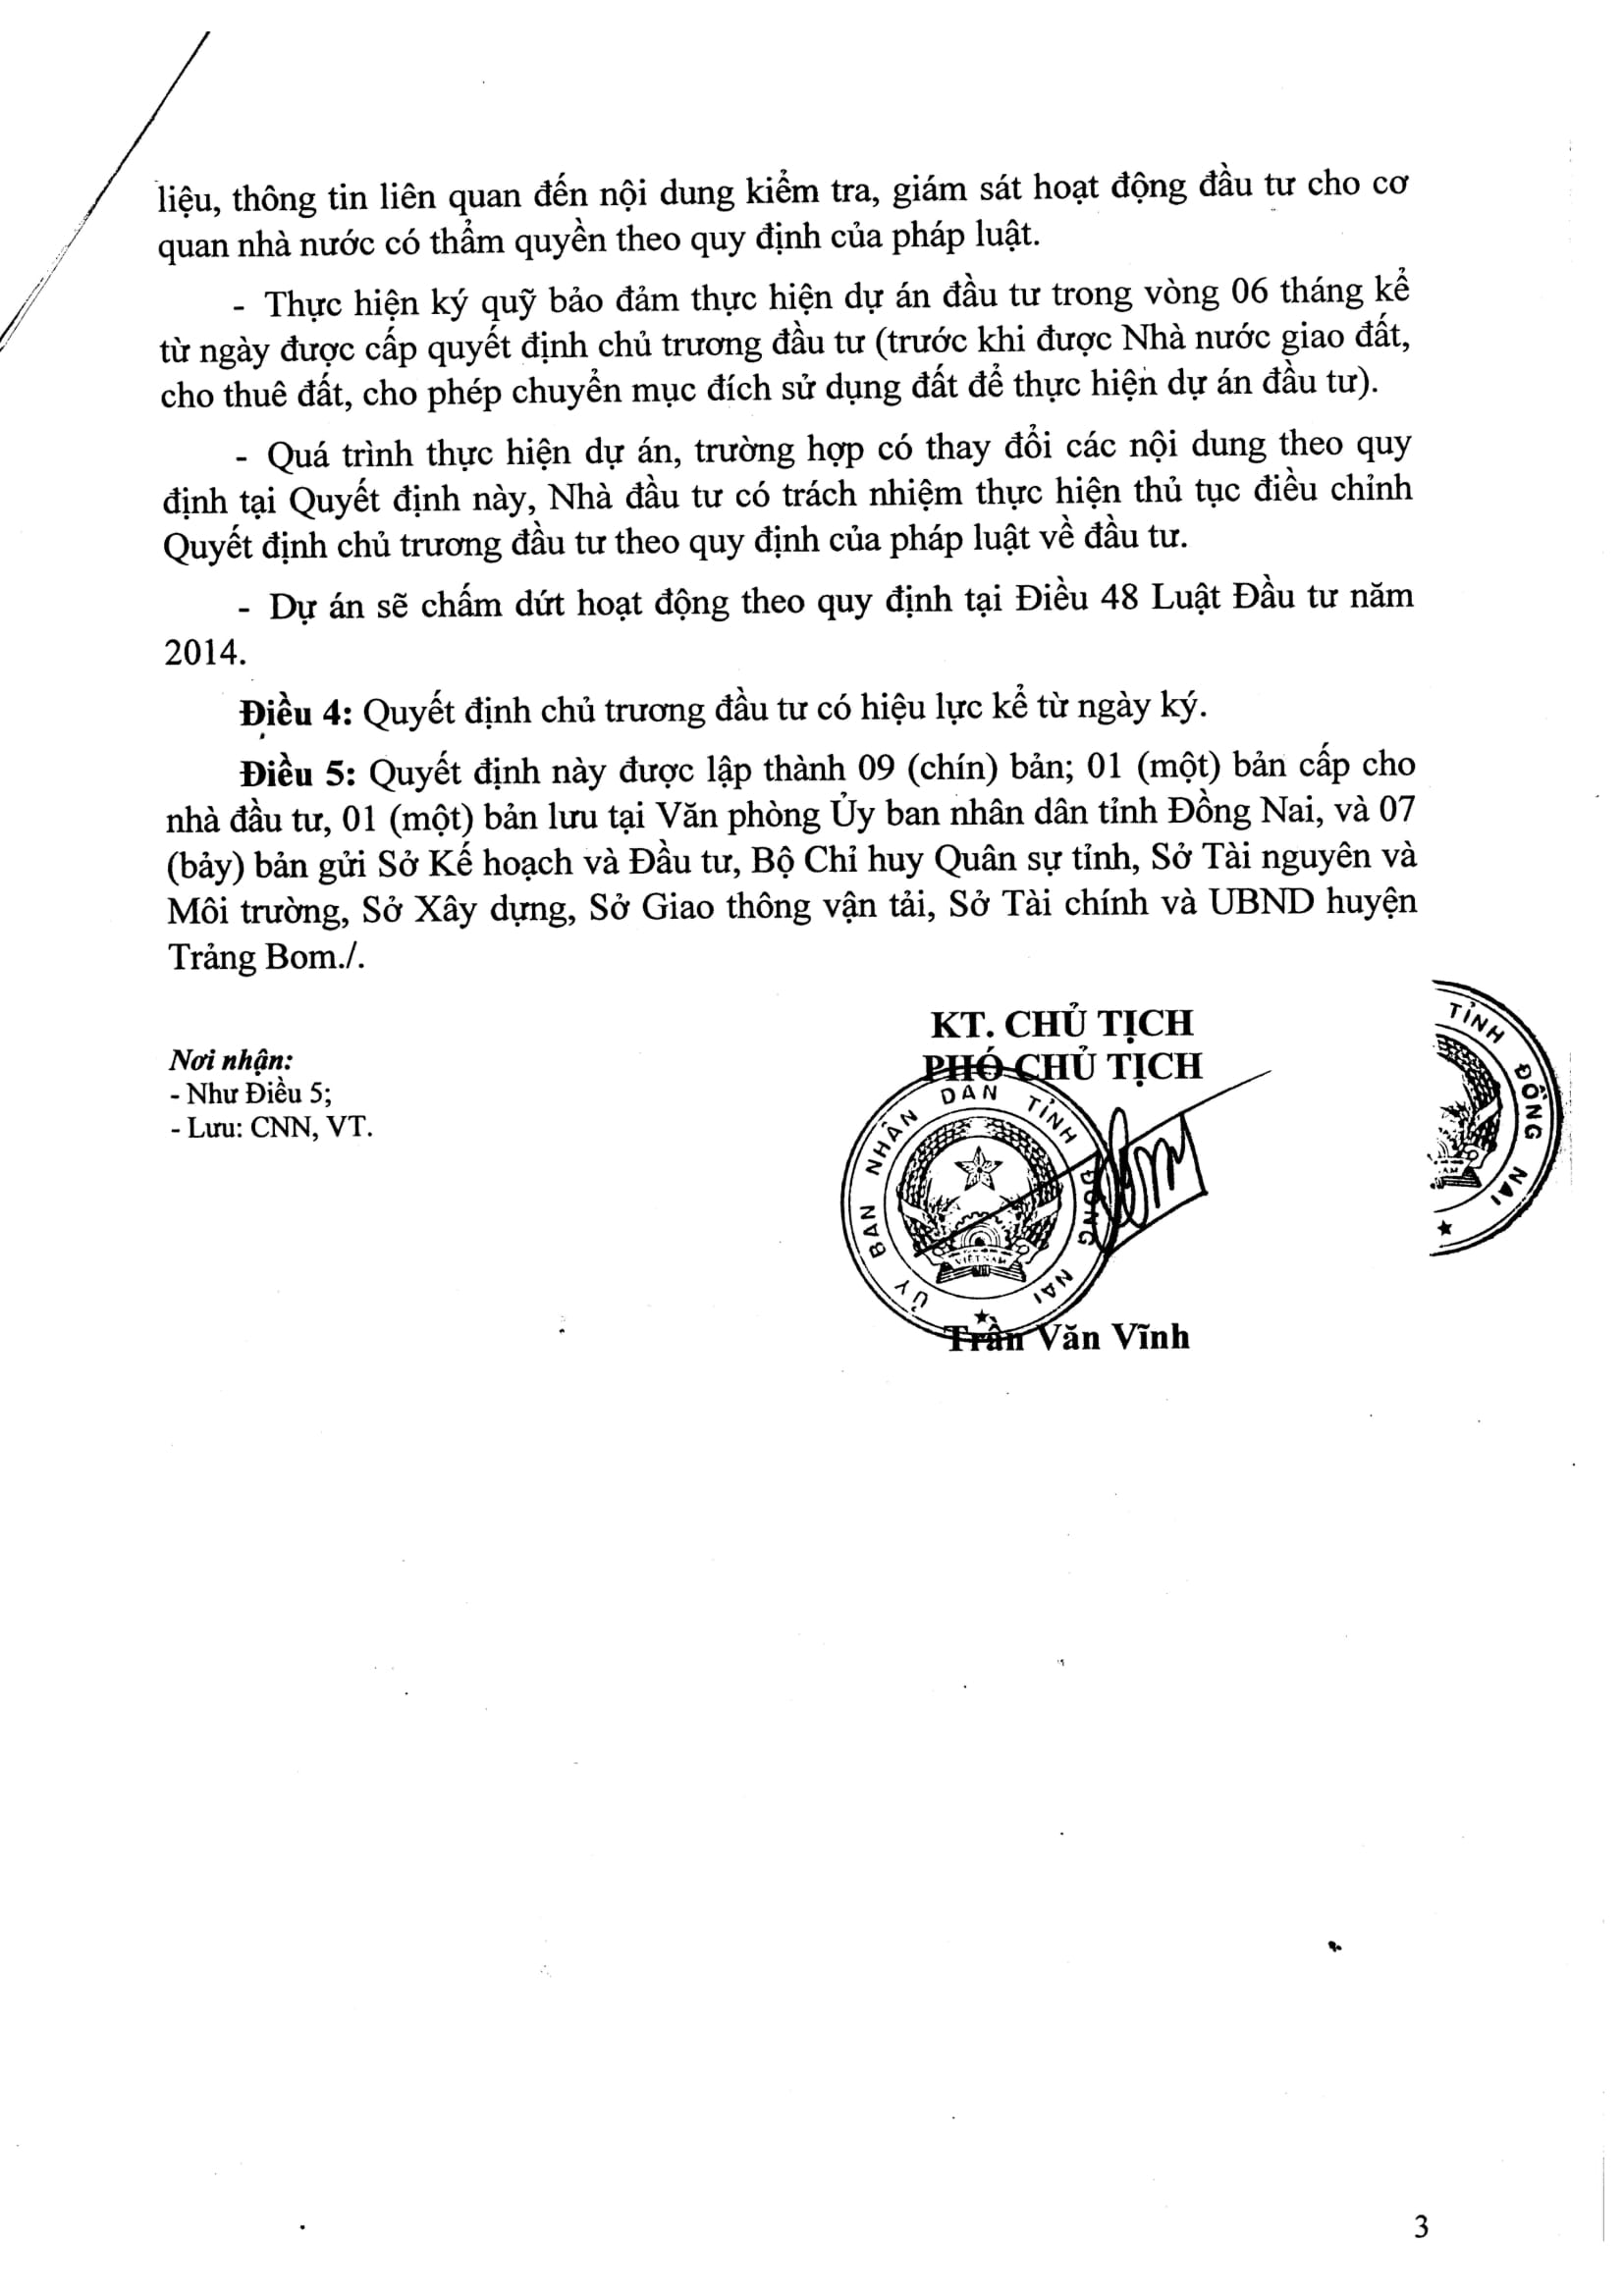 liệu, thông tin liên quan đến nội dung kiểm tra, giám sát hoạt động đầu tư cho cơ
quan nhà nước có thẩm quyền theo quy định của pháp luật.
- Thực hiện ký quỹ bảo đảm thực hiện dự án đầu tư trong vòng 06 tháng kể
từ ngày được cấp quyết định chủ trương đầu tư (trước khi được Nhà nước giao đất,
cho thuê đất, cho phép chuyển mục đích sử dụng đất để thực hiện dự án đầu tư).
- Quá trình thực hiện dự án, trường hợp có thay đổi các nội dung theo quy
định tại Quyết định này, Nhà đầu tư có trách nhiệm thực hiện thủ tục điều chỉnh
Quyết định chủ trương đầu tư theo quy định của pháp luật về đầu tư.
- Dự án sẽ chấm dứt hoạt động theo quy định tại Điều 48 Luật Đầu tư năm
2014.
Điều 4: Quyết định chủ trương đầu tư có hiệu lực kể từ ngày ký.
Điều 5: Quyết định này được lập thành 09 (chín) bản; 01 (một) bản cấp cho
nhà đầu tư, 01 (một) bản lưu tại Văn phòng Ủy ban nhân dân tỉnh Đồng Nai, và 07
(bảy) bản gửi Sở Kế hoạch và Đầu tư, Bộ Chỉ huy Quân sự tỉnh, Sở Tài nguyên và
Môi trường, Sở Xây dựng, Sở Giao thông vận tải, Sở Tài chính và UBND huyện
Trảng Bom./.
KT. CHỦ TỊCH
PHÓ CHỦ TỊCH
Nơi nhận:
- Như Điều 5;
- Lưu: CNN, VT.
ỦY BAN NHÂN DÂN TỈNH ĐỒNG NAI
VIỆT NAM
TỈNH ĐỒNG NAI
Trần Văn Vĩnh
3